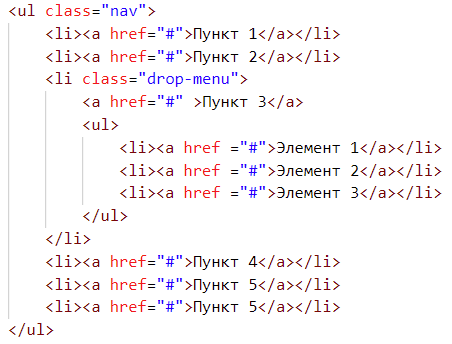 <ul class="nav">
<li><a href="#">Пункт 1</a></li>
<li><a href="#">Пункт 2</a></li>
<li class="drop-menu">
<a href="#" >Пункт 3</a>
<ul>
<li><a href ="#">Элемент 1</a></li>
<li><a href ="#">Элемент 2</a></li>
<li><a href ="#">Элемент 3</a></li>
</ul>
</li>
<li><a href="#">Пункт 4</a></li>
<li><a href="#">Пункт 5</a></li>
<li><a href="#">Пункт 5</a></li>
</ul>